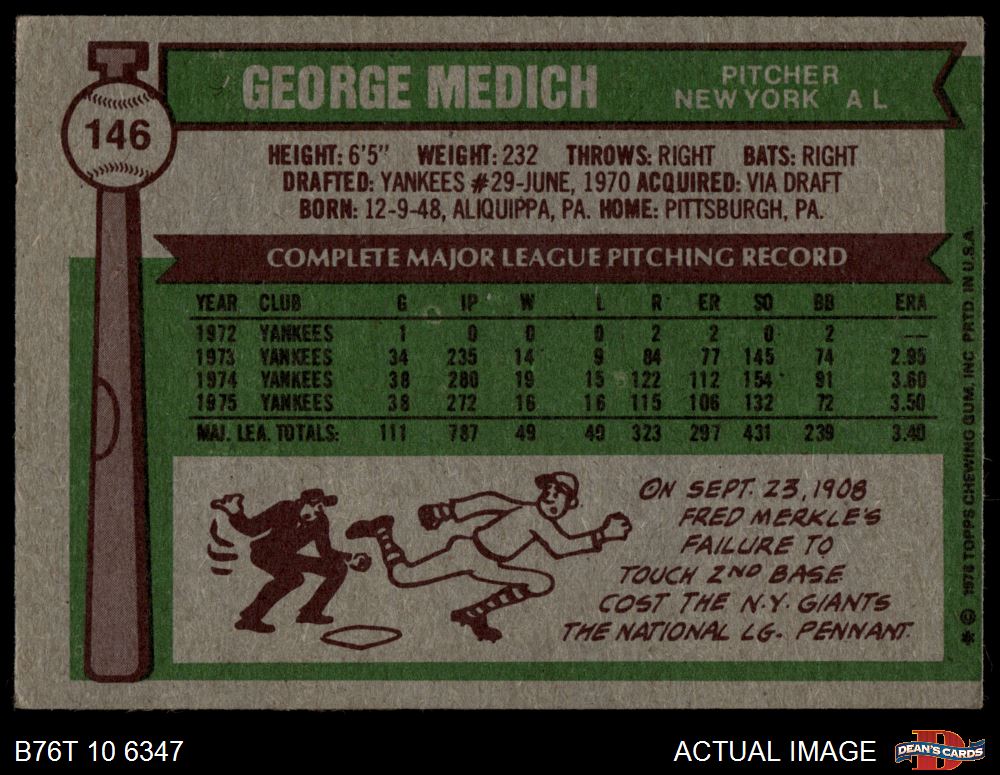 146
GEORGE MEDICH
PITCHER
NEW YORK A L
HEIGHT: 6'5" WEIGHT: 232 THROWS: RIGHT BATS: RIGHT
DRAFTED: YANKEES #29-JUNE, 1970 ACQUIRED: VIA DRAFT
BORN: 12-9-48, ALIQUIPPA, PA. HOME: PITTSBURGH, PA.
COMPLETE MAJOR LEAGUE PITCHING RECORD
YEAR CLUB G IP W L R ER SO BB ERA
1972 YANKEES 1 0 0 0 2 2 0 2 —
1973 YANKEES 34 235 14 9 84 77 145 74 2.95
1974 YANKEES 38 280 19 15 122 112 154 91 3.60
1975 YANKEES 38 272 16 16 115 106 132 72 3.50
MAJ. LEA. TOTALS: 111 787 49 40 323 297 431 239 3.40
ON SEPT. 23, 1908
FRED MERKLE'S
FAILURE TO
TOUCH 2ND BASE
COST THE N.Y. GIANTS
THE NATIONAL LG. PENNANT.
* © 1976 TOPPS CHEWING GUM, INC. PRTD. IN U.S.A.
B76T 10 6347
ACTUAL IMAGE
D
DEAN'S CARDS